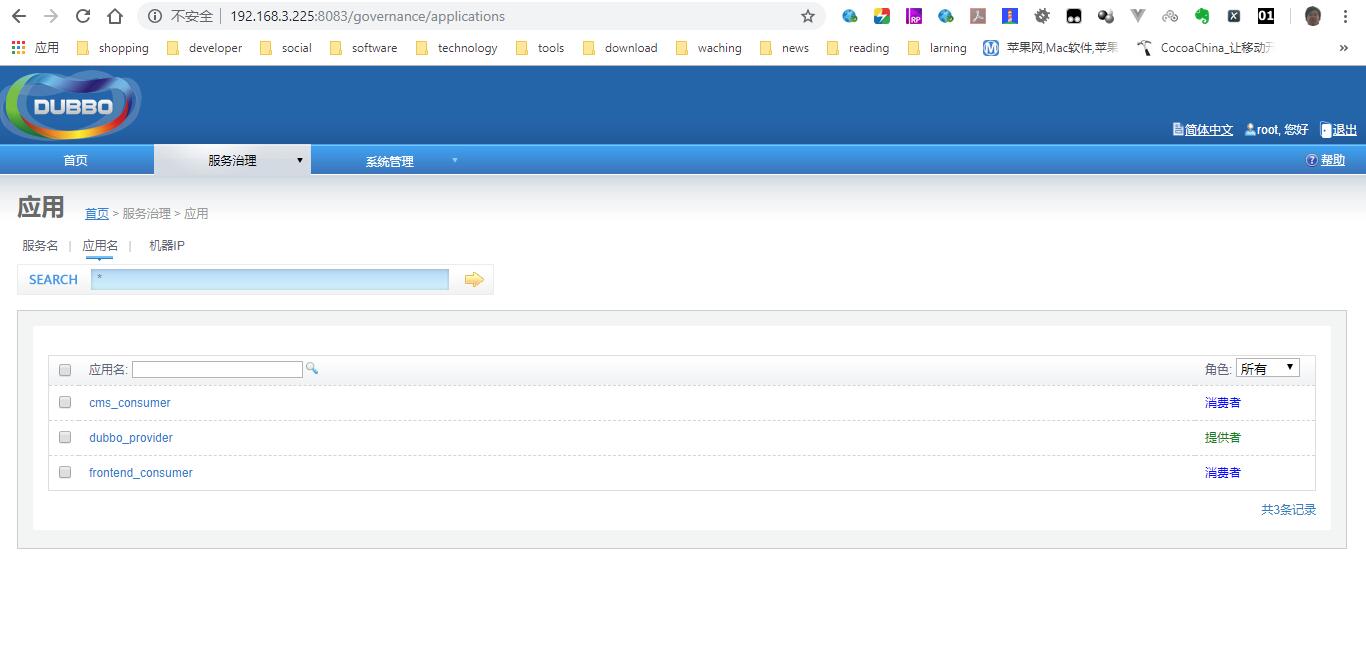 不安全 192.168.3.225:8083/governance/applications RP 01
应用 shopping developer social software technology tools download waching news reading larning 苹果网,Mac软件,苹果 CocoaChina_让移动开 »
DUBBO
简体中文 root, 您好 退出
首页 服务治理 系统管理 帮助
应用 首页 > 服务治理 > 应用
服务名 | 应用名 | 机器IP
SEARCH *
应用名: 角色: 所有
cms_consumer 消费者
dubbo_provider 提供者
frontend_consumer 消费者
共3条记录